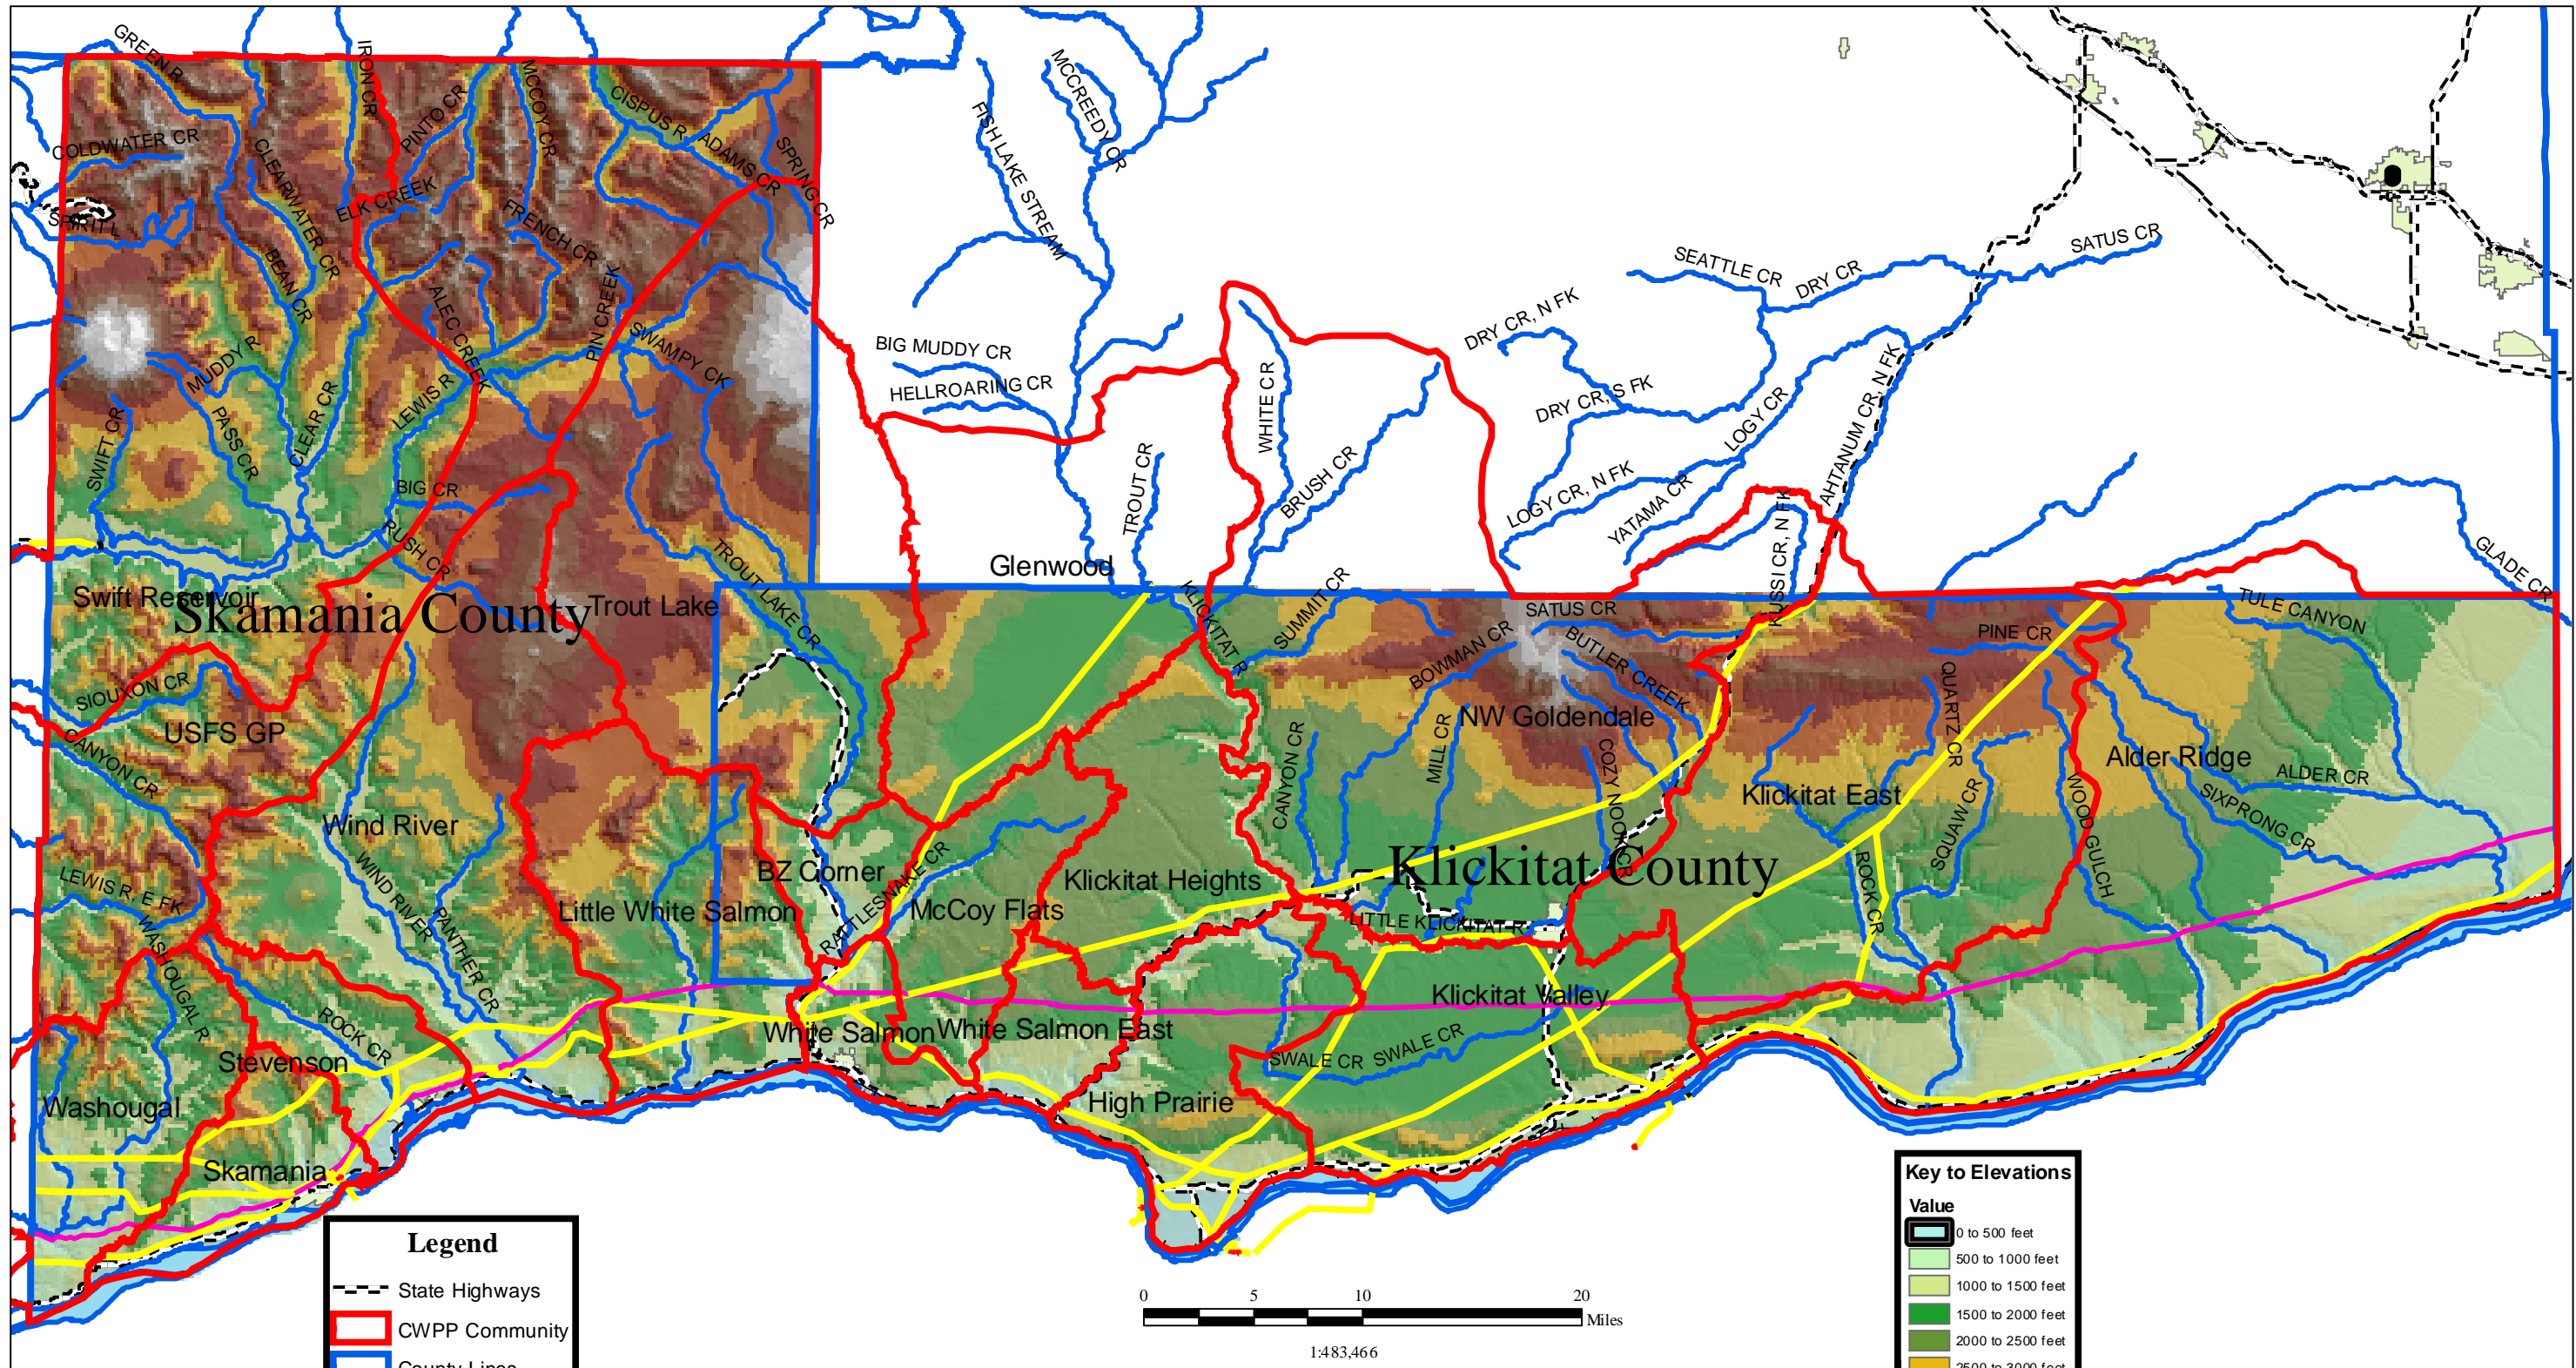 GREEN R
IRON CR
PINTO CR
MCCOY CR
CISPUS R
ADAMS CR
SPRING CR
COLDWATER CR
CLEARWATER CR
ELK CREEK
SPIRIT L
FRENCH CR
BEAN CR
PIN CREEK
ALEC CREEK
SWAMPY CK
MUDDY R
PASS CR
CLEAR CR
LEWIS R
SWIFT CR
BIG CR
RUSH CR
TROUT LAKE CR
FISH LAKE STREAM
MCCREEDY CR
BIG MUDDY CR
HELLROARING CR
WHITE CR
TROUT CR
BRUSH CR
DRY CR, N FK
SEATTLE CR
DRY CR
SATUS CR
DRY CR, S FK
LOGY CR
LOGY CR, N FK
YATAMA CR
AHTANUM CR, N FK
KUSSI CR, N FK
GLADE CR
Glenwood
Swift Reservoir
Skamania County
Trout Lake
KLICKITAT R
SUMMIT CR
SATUS CR
BOWMAN CR
BUTLER CREEK
PINE CR
TULE CANYON
SIOUXON CR
USFS GP
CANYON CR
NW Goldendale
QUARTZ CR
MILL CR
COZY NOOK CR
CANYON CR
Alder Ridge
ALDER CR
Klickitat East
SQUAW CR
WOOD GULCH
SIXPRONG CR
Wind River
WIND RIVER
PANTHER CR
BZ Corner
RATTLESNAKE CR
Klickitat Heights
Klickitat County
ROCK CR
LEWIS R, E FK
WASHOUGAL R
Little White Salmon
McCoy Flats
LITTLE KLICKITAT R
Klickitat Valley
ROCK CR
White Salmon
White Salmon East
SWALE CR
SWALE CR
Stevenson
Washougal
High Prairie
Skamania
Legend
State Highways
CWPP Community
County Lines
0 5 10 20
Miles
1:483,466
Key to Elevations
Value
0 to 500 feet
500 to 1000 feet
1000 to 1500 feet
1500 to 2000 feet
2000 to 2500 feet
2500 to 3000 feet